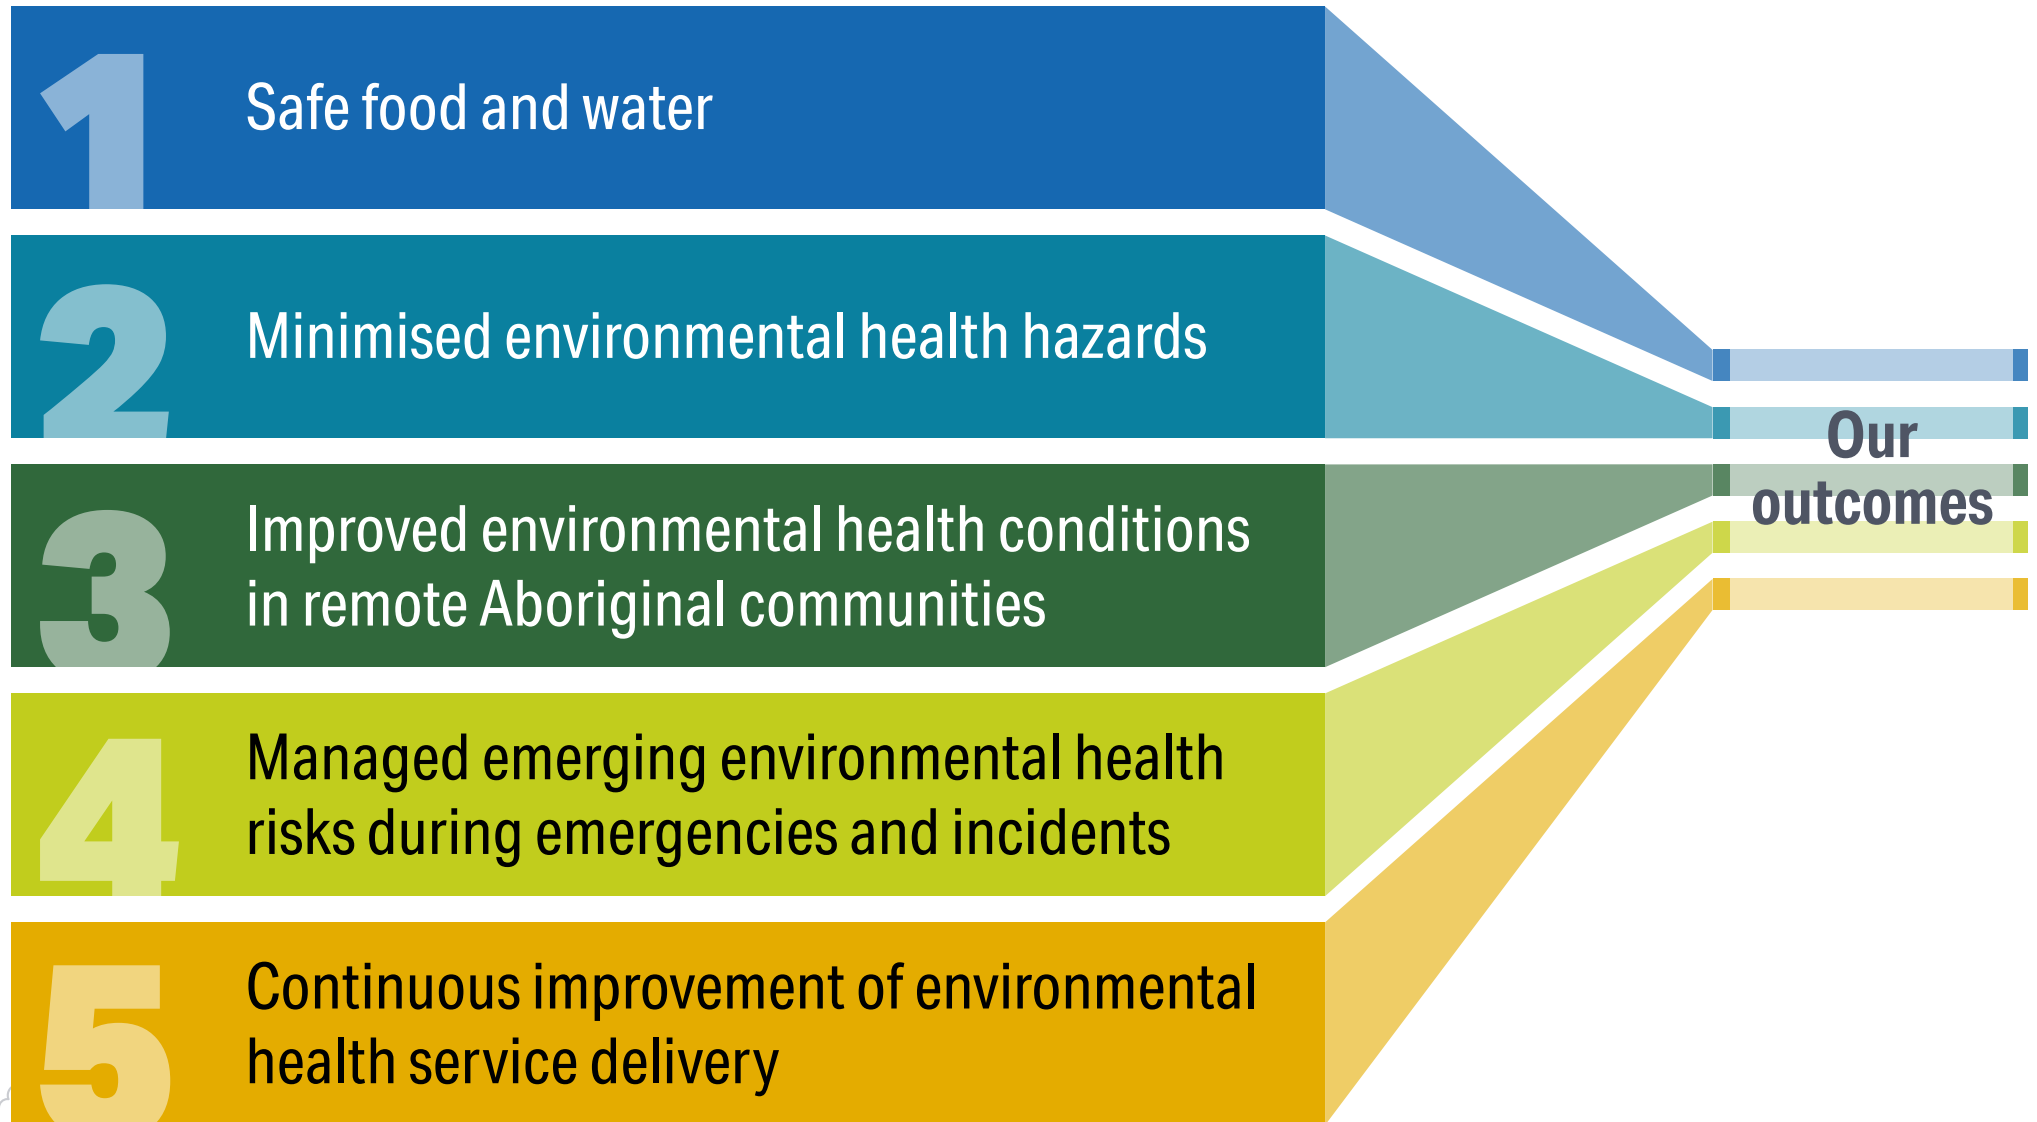 1
Safe food and water
2
Minimised environmental health hazards
3
Improved environmental health conditions
in remote Aboriginal communities
4
Managed emerging environmental health
risks during emergencies and incidents
5
Continuous improvement of environmental
health service delivery
Our
outcomes